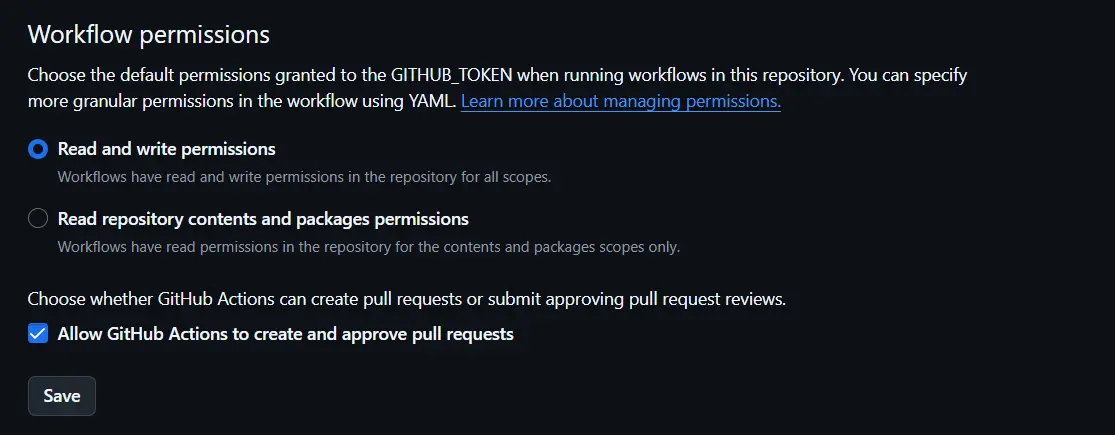 Workflow permissions
Choose the default permissions granted to the GITHUB_TOKEN when running workflows in this repository. You can specify
more granular permissions in the workflow using YAML. Learn more about managing permissions.
Read and write permissions
Workflows have read and write permissions in the repository for all scopes.
Read repository contents and packages permissions
Workflows have read permissions in the repository for the contents and packages scopes only.
Choose whether GitHub Actions can create pull requests or submit approving pull request reviews.
Allow GitHub Actions to create and approve pull requests
Save